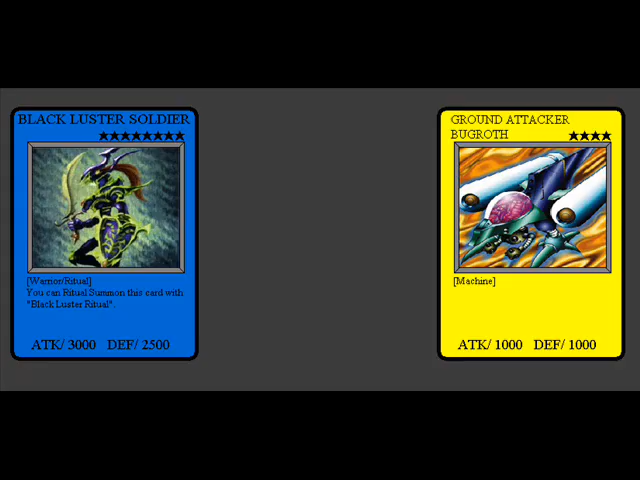 BLACK LUSTER SOLDIER
★★★★★★★★
[Warrior/Ritual]
You can Ritual Summon this card with
"Black Luster Ritual".
ATK/ 3000 DEF/ 2500
GROUND ATTACKER
BUGROTH ★★★★
[Machine]
ATK/ 1000 DEF/ 1000